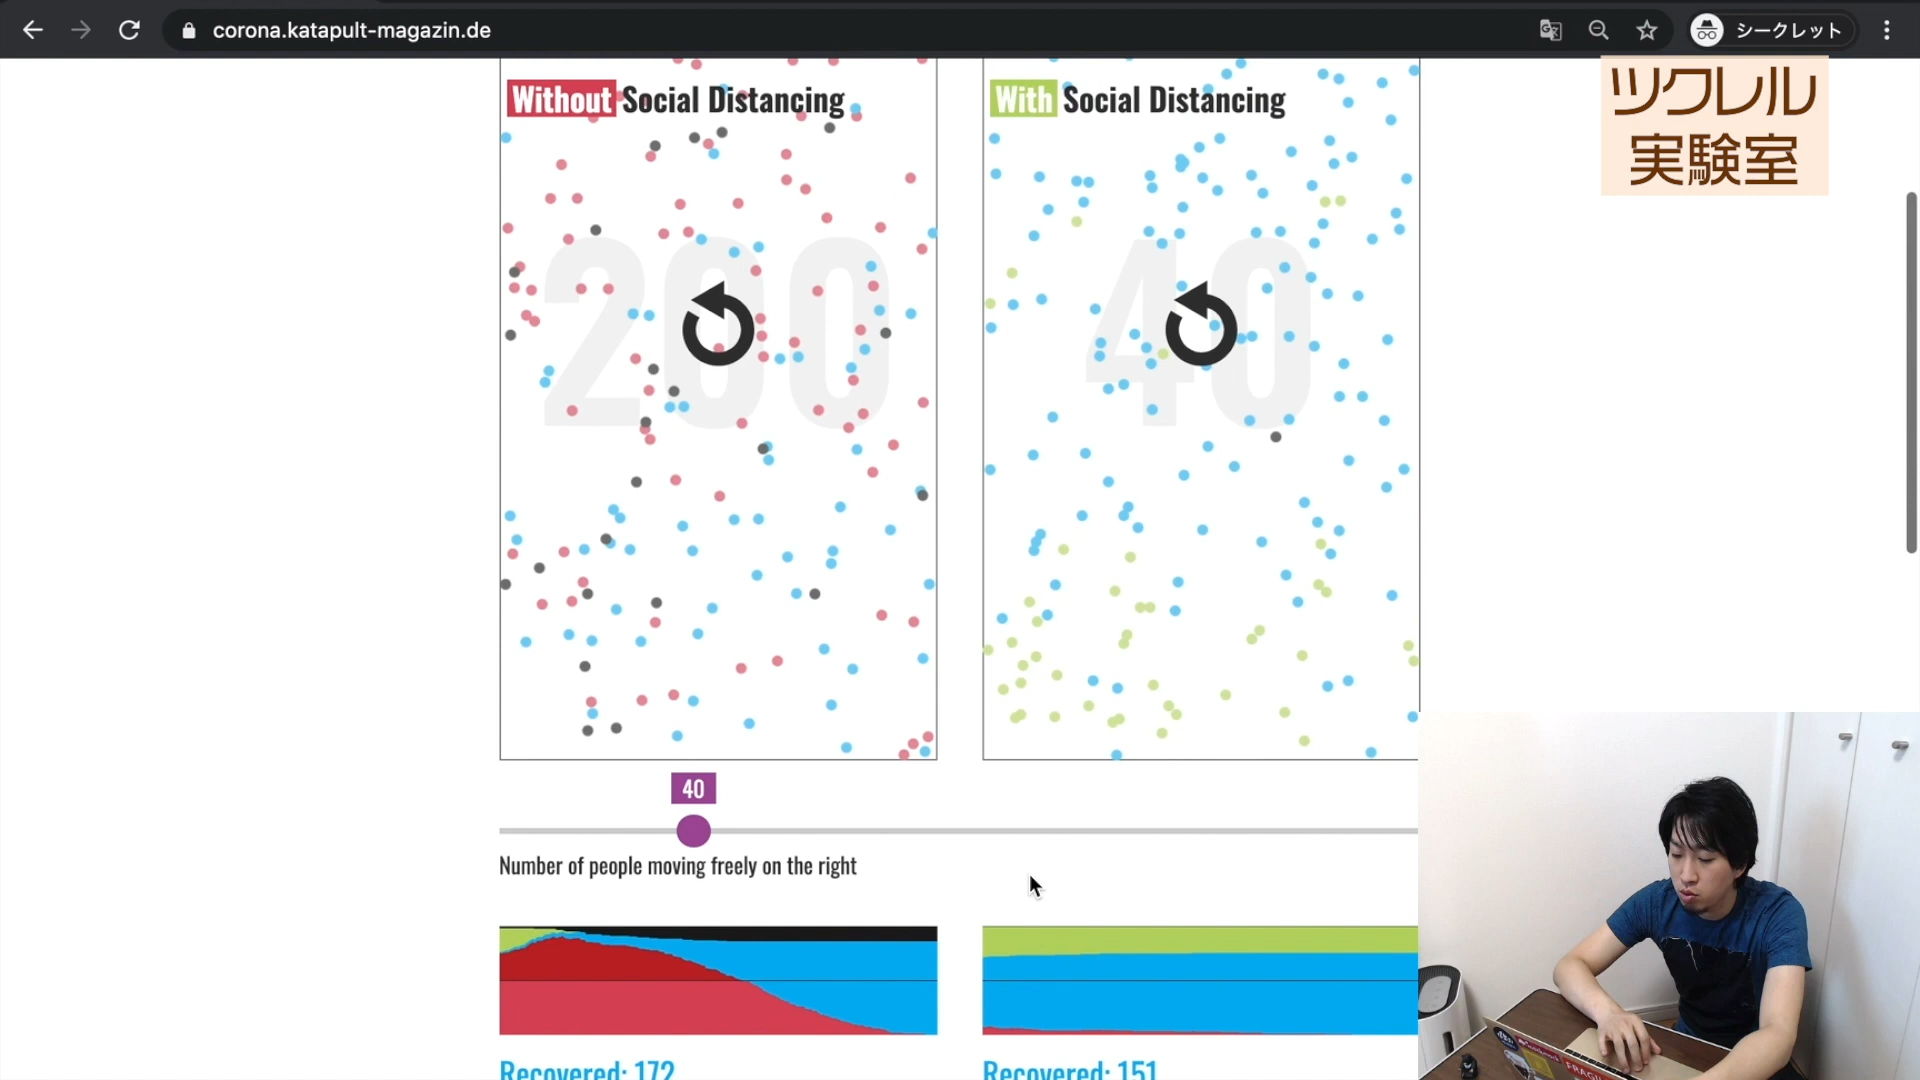 corona.katapult-magazin.de
シークレット
ツクレル
実験室
Without Social Distancing
With Social Distancing
200
40
40
Number of people moving freely on the right
Recovered: 172
Recovered: 151
FRAGIL